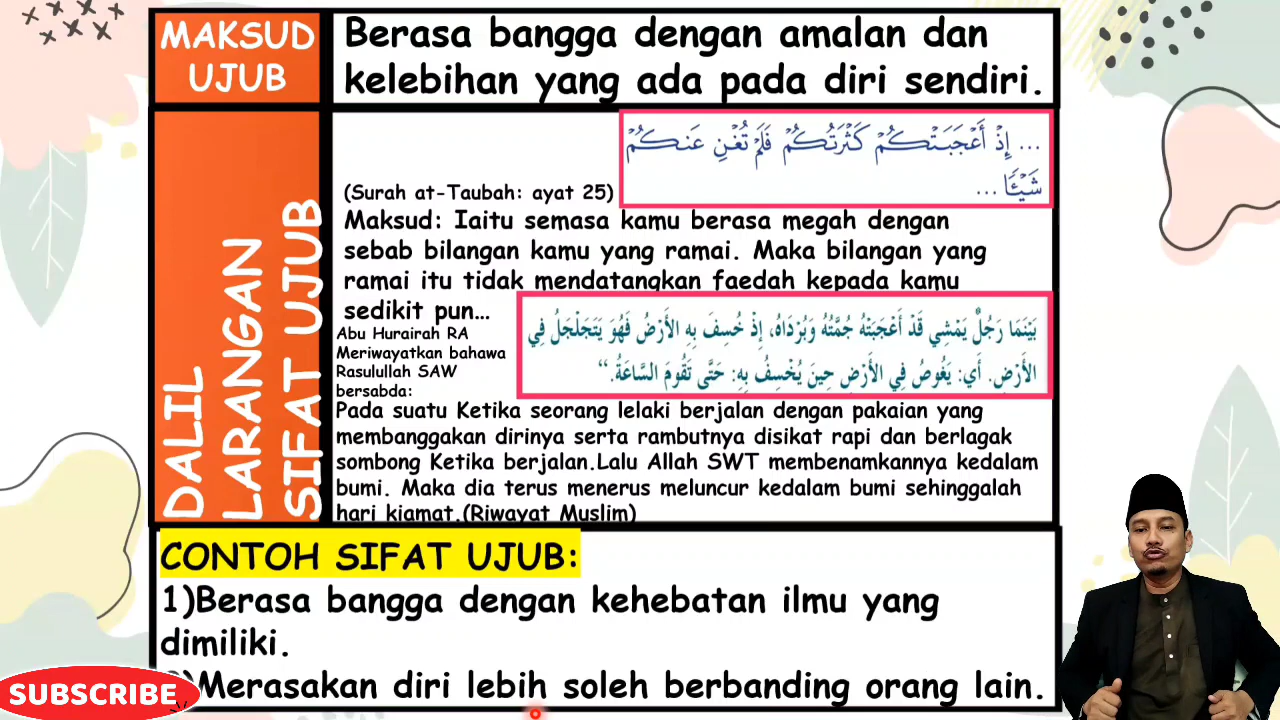 MAKSUD
UJUB
Berasa bangga dengan amalan dan
kelebihan yang ada pada diri sendiri.
DALIL
LARANGAN
SIFAT UJUB
... إِذْ أَعْجَبَتْكُمْ كَثْرَتُكُمْ فَلَمْ تُغْنِ عَنكُمْ
شَيْئًا ...
(Surah at-Taubah: ayat 25)
Maksud: Iaitu semasa kamu berasa megah dengan
sebab bilangan kamu yang ramai. Maka bilangan yang
ramai itu tidak mendatangkan faedah kepada kamu
sedikit pun...
Abu Hurairah RA
Meriwayatkan bahawa
Rasulullah SAW
bersabda:
بَيْنَمَا رَجُلٌ يَمْشِي قَدْ أَعْجَبَتْهُ جُمَّتُهُ وَبُرْدَاهُ، إِذْ خُسِفَ بِهِ الأَرْضُ فَهُوَ يَتَجَلْجَلُ فِي
الأَرْضِ. أَي: يَغُوصُ فِي الأَرْضِ حِينَ يُخْسِفُ بِهِ: حَتَّى تَقُومَ السَّاعَةُ.“
Pada suatu Ketika seorang lelaki berjalan dengan pakaian yang
membanggakan dirinya serta rambutnya disikat rapi dan berlagak
sombong Ketika berjalan.Lalu Allah SWT membenamkannya kedalam
bumi. Maka dia terus menerus meluncur kedalam bumi sehinggalah
hari kiamat.(Riwayat Muslim)
CONTOH SIFAT UJUB:
1)Berasa bangga dengan kehebatan ilmu yang
dimiliki.
)Merasakan diri lebih soleh berbanding orang lain.
SUBSCRIBE